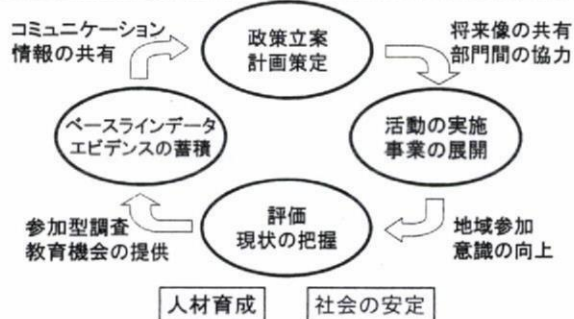 コミュニケーション
情報の共有
政策立案
計画策定
将来像の共有
部門間の協力
ベースラインデータ
エビデンスの蓄積
活動の実施
事業の展開
参加型調査
教育機会の提供
評価
現状の把握
地域参加
意識の向上
人材育成
社会の安定